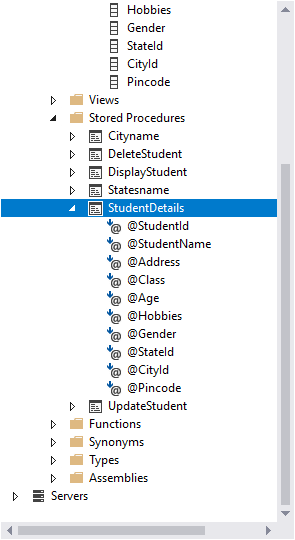 Hobbies
Gender
StateId
CityId
Pincode
Views
Stored Procedures
Cityname
DeleteStudent
DisplayStudent
Statesname
StudentDetails
@StudentId
@StudentName
@Address
@Class
@Age
@Hobbies
@Gender
@StateId
@CityId
@Pincode
UpdateStudent
Functions
Synonyms
Types
Assemblies
Servers